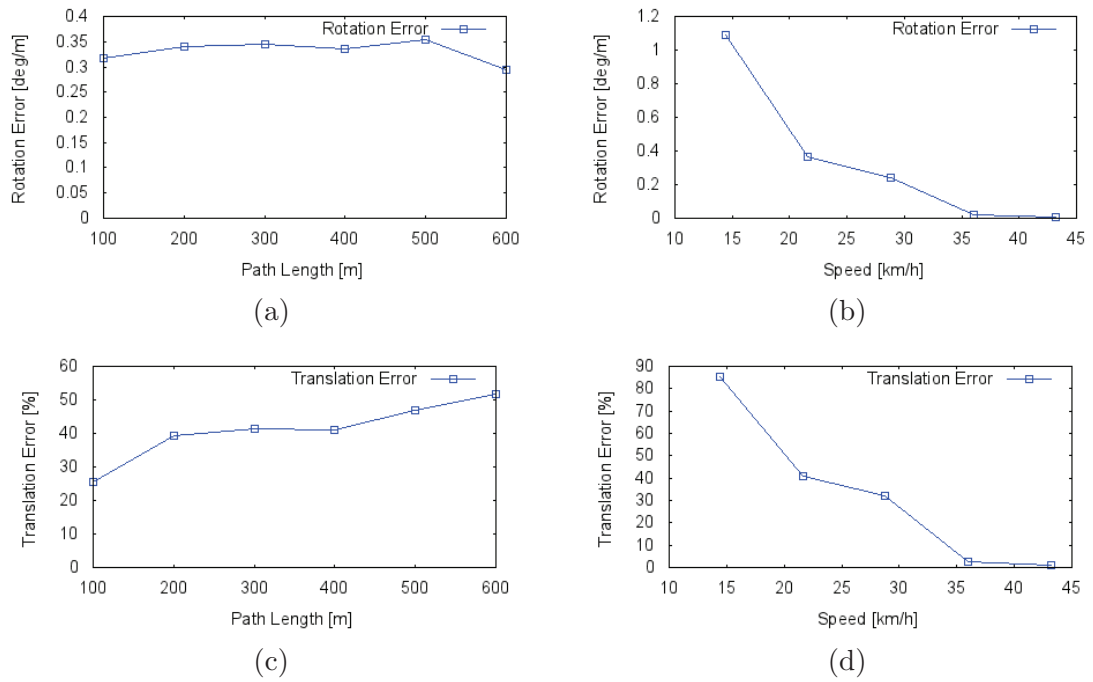 Rotation Error [deg/m]
0.4
0.35
0.3
0.25
0.2
0.15
0.1
0.05
0
Rotation Error
100 200 300 400 500 600
Path Length [m]
(a)
Rotation Error [deg/m]
1.2
1
0.8
0.6
0.4
0.2
0
Rotation Error
10 15 20 25 30 35 40 45
Speed [km/h]
(b)
Translation Error [%]
60
50
40
30
20
10
0
Translation Error
100 200 300 400 500 600
Path Length [m]
(c)
Translation Error [%]
90
80
70
60
50
40
30
20
10
0
Translation Error
10 15 20 25 30 35 40 45
Speed [km/h]
(d)